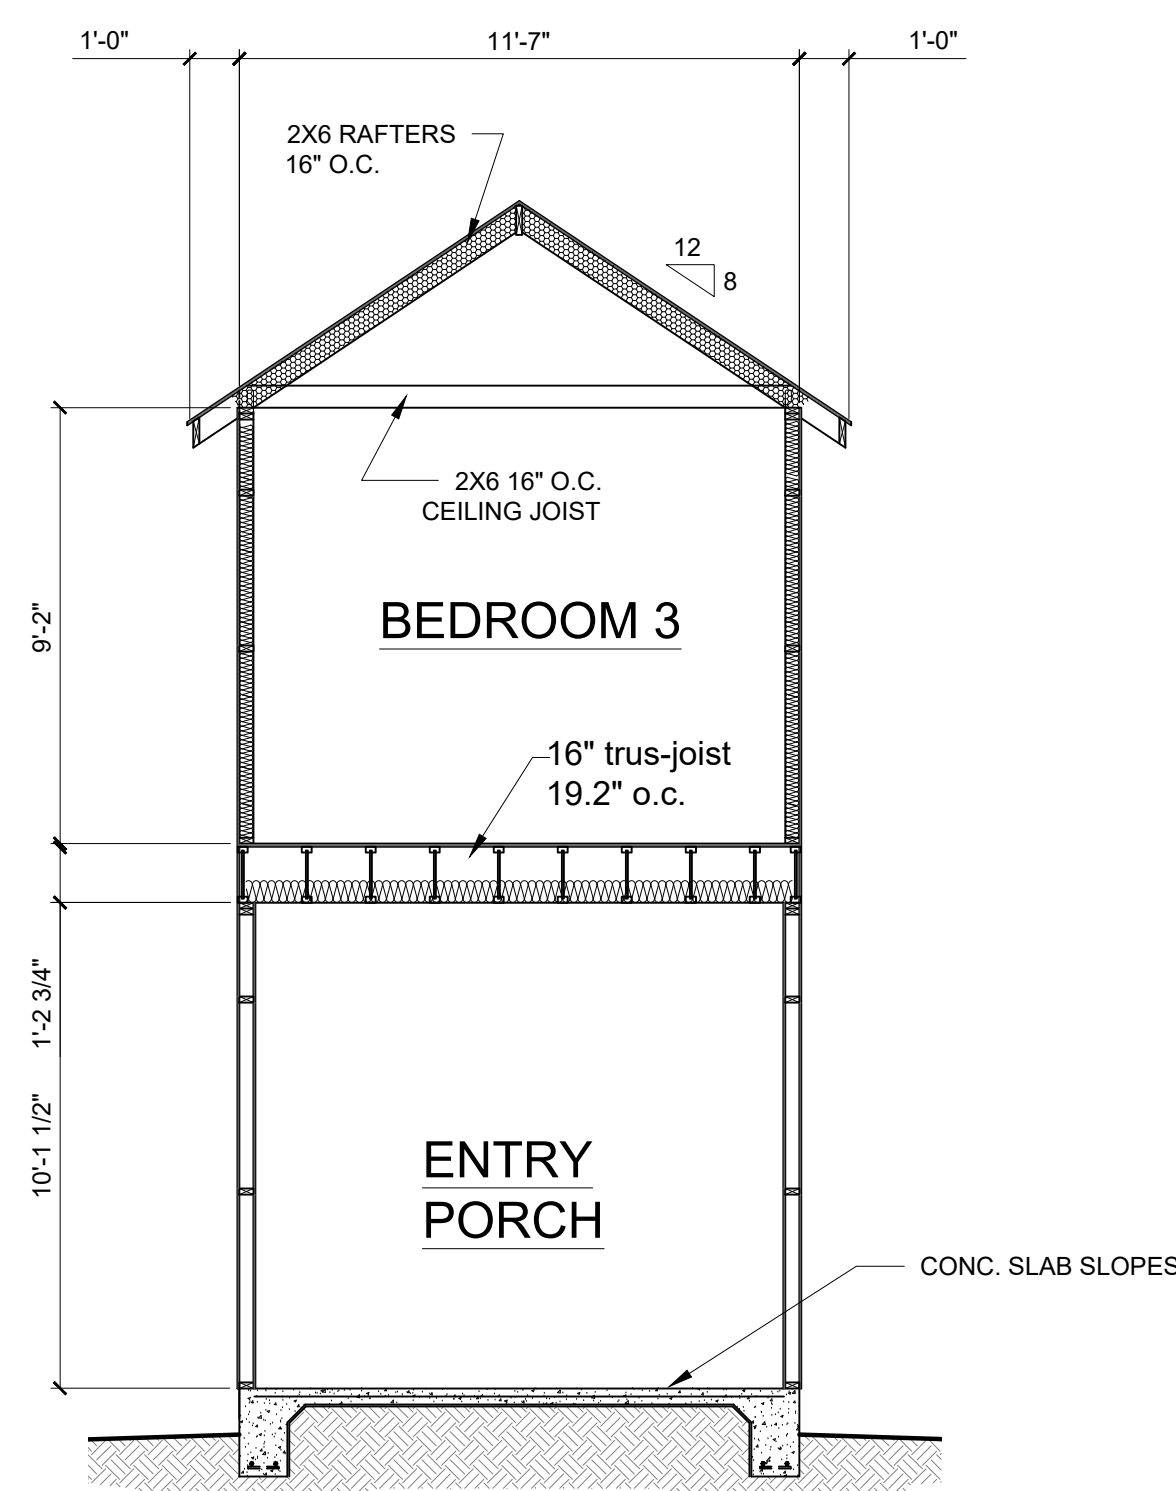 1'-0"
11'-7"
1'-0"
2X6 RAFTERS
16" O.C.
12
8
2X6 16" O.C.
CEILING JOIST
9'-2"
BEDROOM 3
16" trus-joist
19.2" o.c.
1'-2 3/4"
10'-1 1/2"
ENTRY
PORCH
CONC. SLAB SLOPES